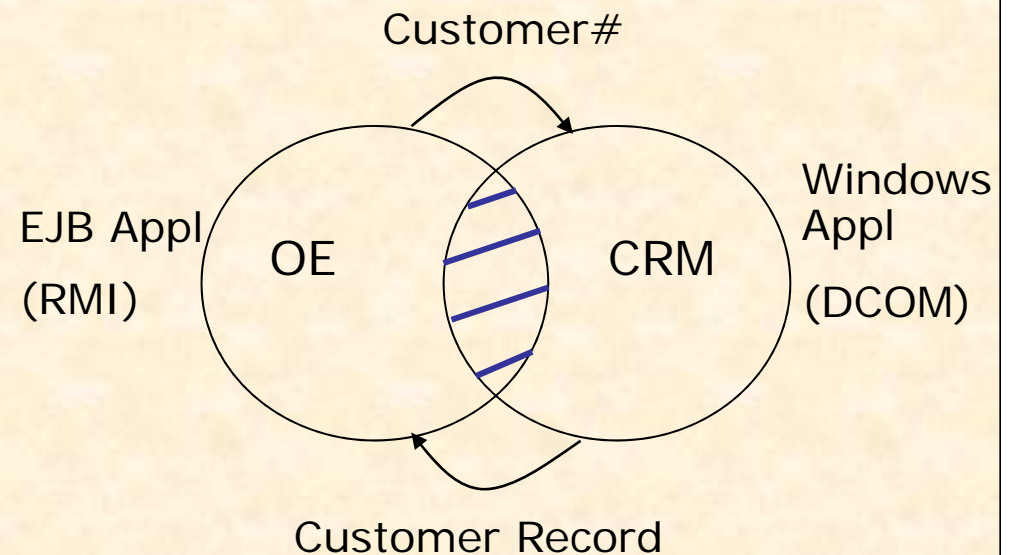 Customer#
EJB Appl
(RMI)
OE
CRM
Windows
Appl
(DCOM)
Customer Record